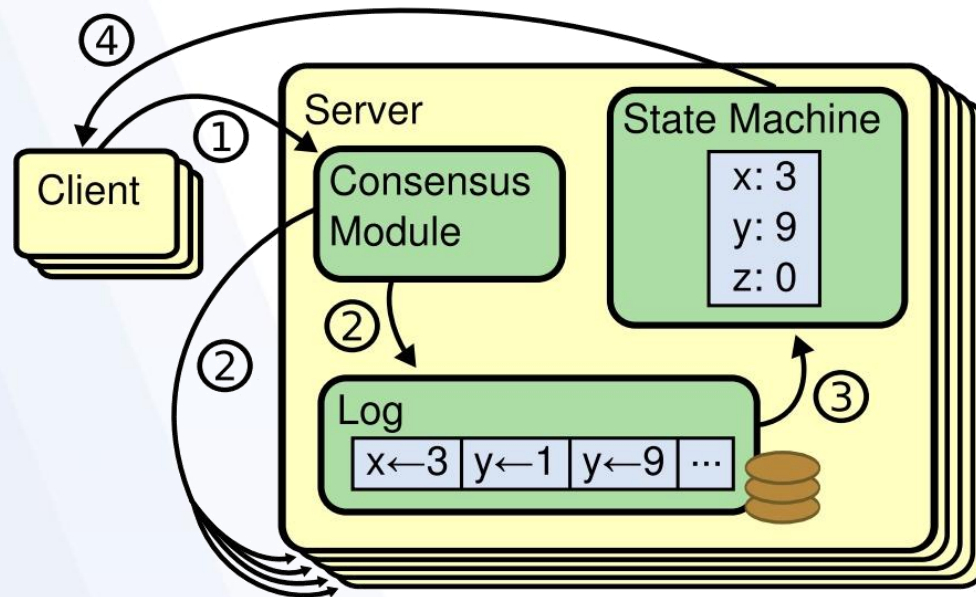 ④
①
Client
Server
Consensus
Module
②
②
State Machine
x: 3
y: 9
z: 0
③
Log
x←3 y←1 y←9 ...